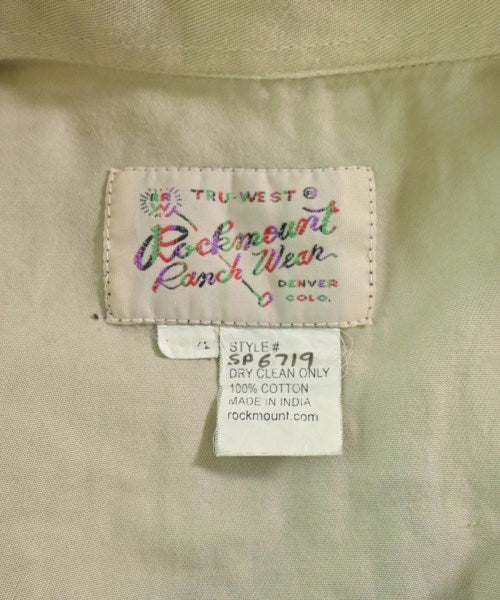 RR
W
TRU-WEST ®
Rockmount
Ranch Wear
DENVER
COLO.
STYLE#
SP6719
DRY CLEAN ONLY
100% COTTON
MADE IN INDIA
rockmount.com